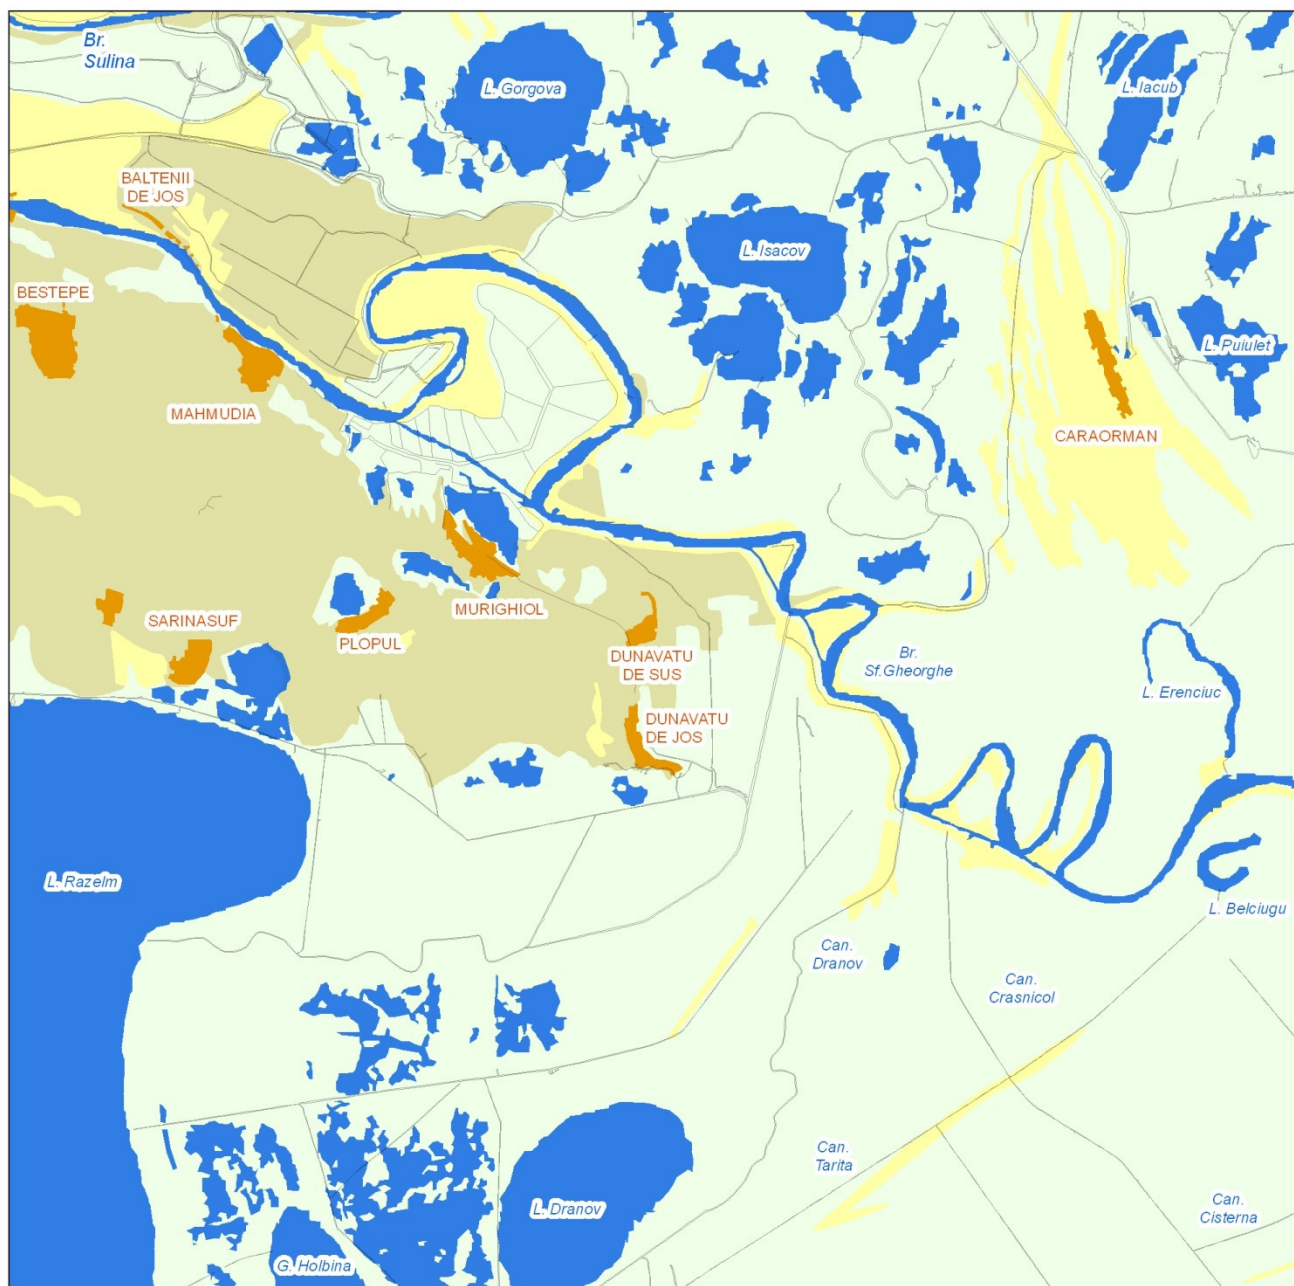 Br.
Sulina
L. Gorgova
L. Iacub
BALTENII
DE JOS
L. Isacov
BESTEPE
L. Puiulet
MAHMUDIA
CARAORMAN
SARINASUF
PLOPUL
MURIGHIOL
DUNAVATU
DE SUS
Br.
Sf.Gheorghe
L. Erenciuc
DUNAVATU
DE JOS
L. Razelm
L. Belciugu
Can.
Dranov
Can.
Crasnicol
Can.
Tarita
L. Dranov
Can.
Cisterna
G. Holbina